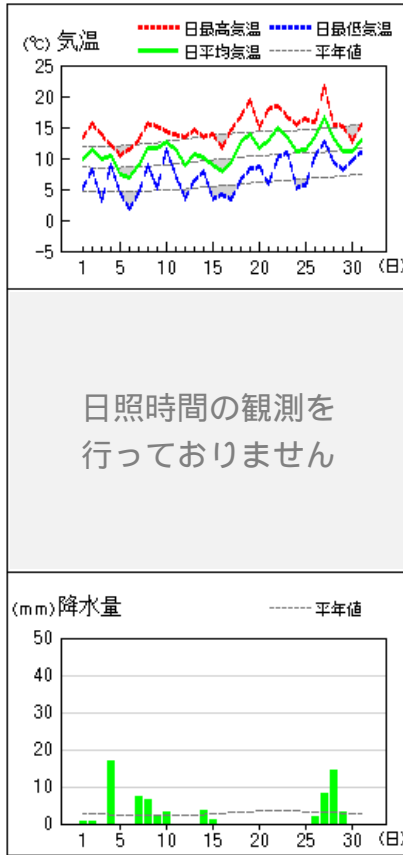 (℃) 気温
日最高気温 日最低気温
日平均気温 平年値
25
20
15
10
5
0
-5
1 5 10 15 20 25 30 (日)
日照時間の観測を
行っておりません
(mm) 降水量 平年値
50
40
30
20
10
0
1 5 10 15 20 25 30 (日)